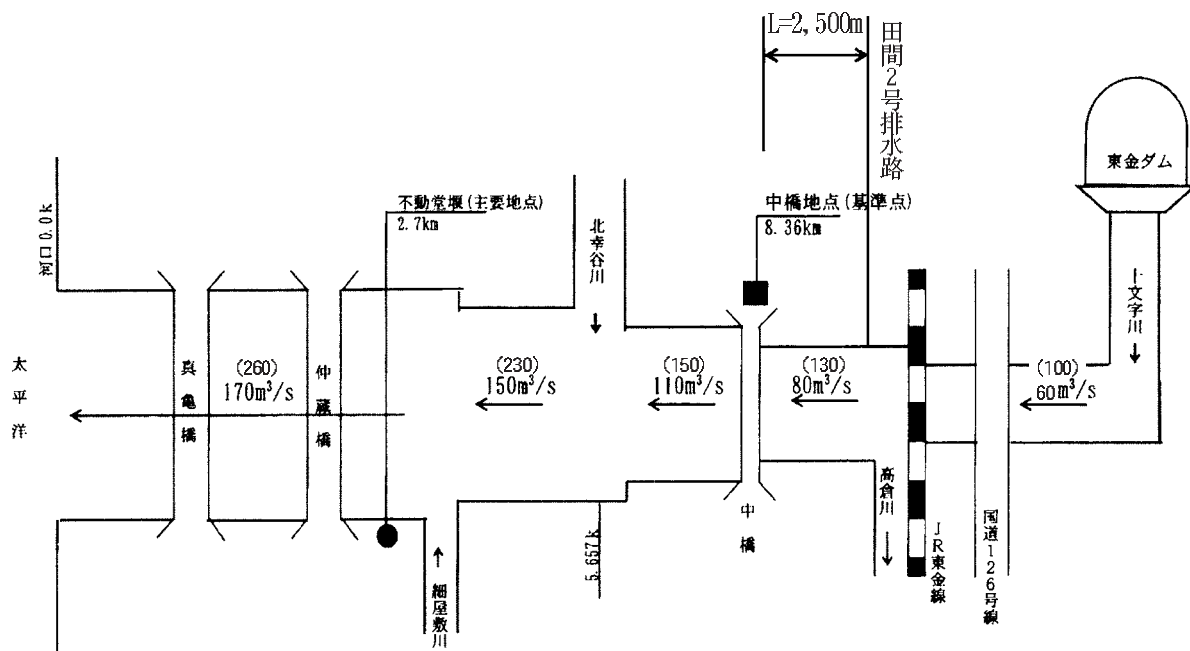 L=2,500m
田間2号排水路
東金ダム
不動堂堰(主要地点)
2.7km
中橋地点(基準点)
8.36km
河口0.0k
北幸谷川
十文字川
太平洋
真亀橋
(260)
170m³/s
仲蔵橋
(230)
150m³/s
(150)
110m³/s
(130)
80m³/s
(100)
60m³/s
高倉川
中橋
JR東金線
国道126号線
5.657k
細屋敷川